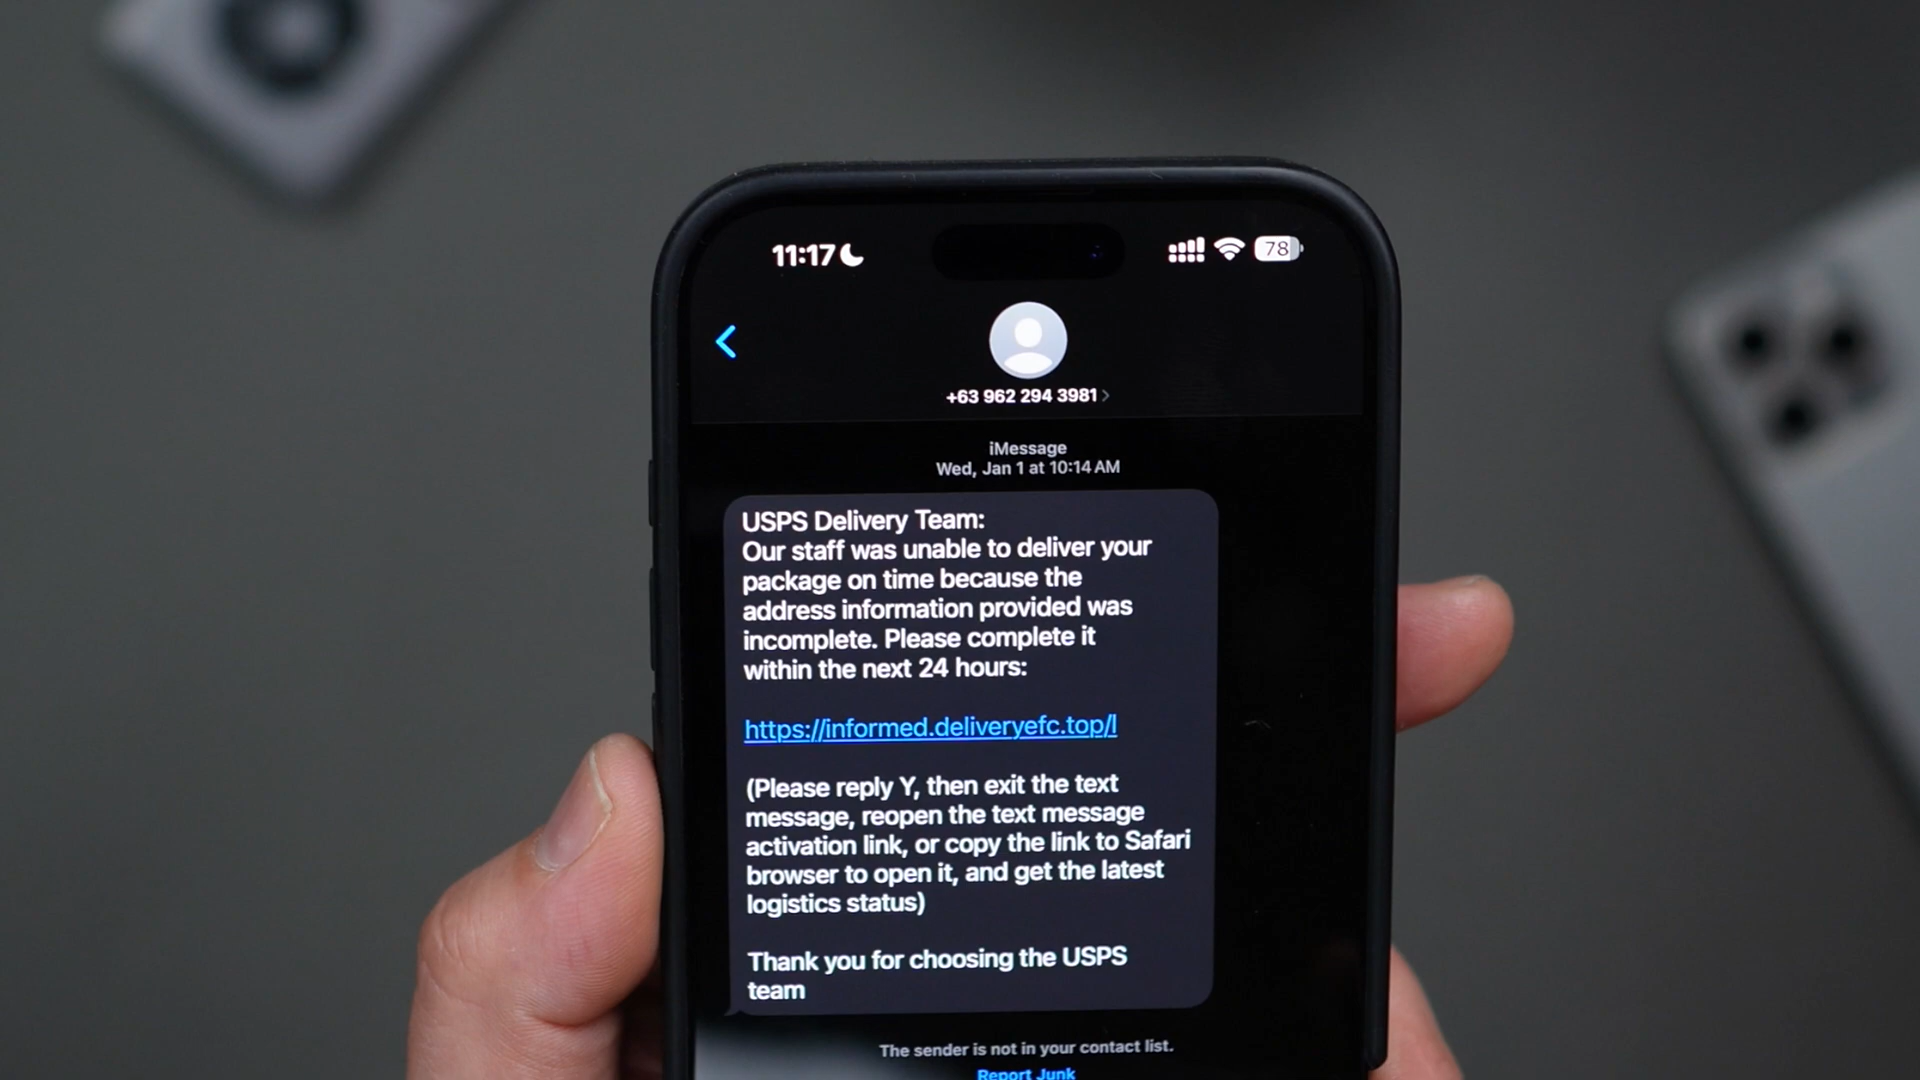 11:17
78
+63 962 294 3981
iMessage
Wed, Jan 1 at 10:14 AM
USPS Delivery Team:
Our staff was unable to deliver your
package on time because the
address information provided was
incomplete. Please complete it
within the next 24 hours:
https://informed.deliveryefc.top/l
(Please reply Y, then exit the text
message, reopen the text message
activation link, or copy the link to Safari
browser to open it, and get the latest
logistics status)
Thank you for choosing the USPS
team
The sender is not in your contact list.
Report Junk